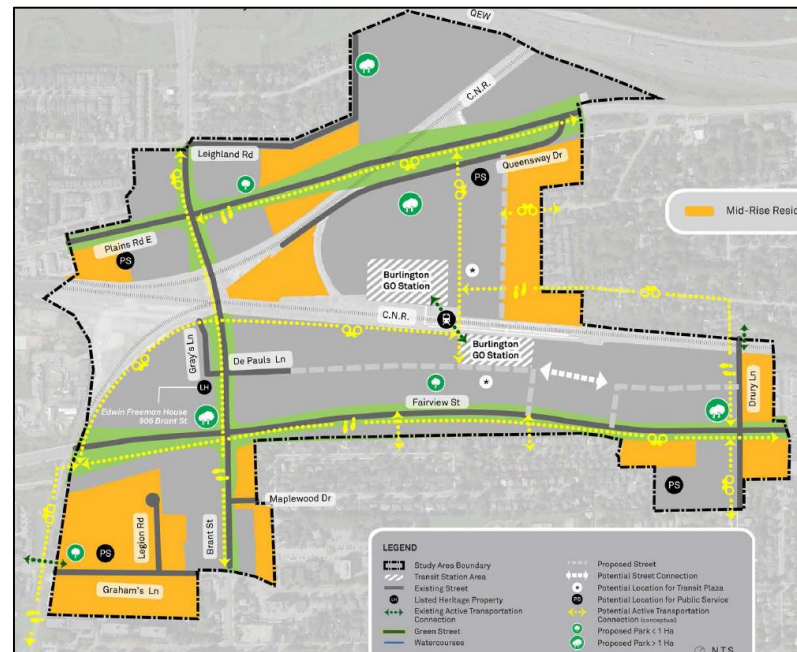 QEW
C.N.R.
Leighland Rd
Queensway Dr
PS
Mid-Rise Resid
Plains Rd E
PS
Burlington
GO Station
*
C.N.R.
Burlington
GO Station
Gray's Ln
De Pauls Ln
Drury Ln
LH
*
Edwin Freeman House
906 Brant St
Fairview St
PS
Maplewood Dr
Legion Rd
Brant St
PS
Graham's Ln
LEGEND
Study Area Boundary
Transit Station Area
Existing Street
LH Listed Heritage Property
Existing Active Transportation
Connection
Green Street
Watercourses
Proposed Street
Potential Street Connection
* Potential Location for Transit Plaza
PS Potential Location for Public Service
Potential Active Transportation
Connection (conceptual)
Proposed Park < 1 Ha
Proposed Park > 1 Ha
N.T.S.